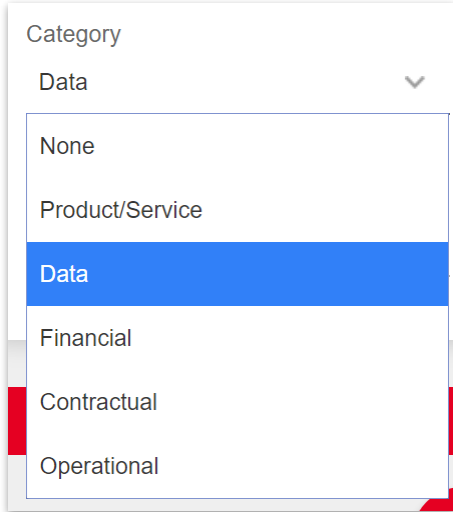 Category
Data
None
Product/Service
Data
Financial
Contractual
Operational